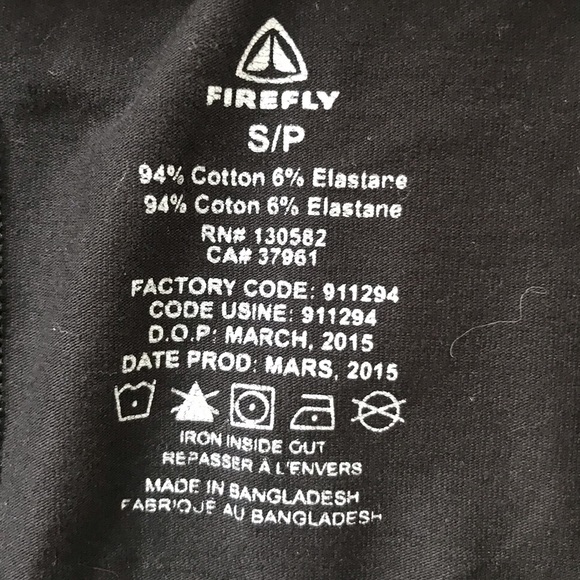 FIREFLY
S/P
94% Cotton 6% Elastane
94% Coton 6% Elastane
RN# 130582
CA# 37961
FACTORY CODE: 911294
CODE USINE: 911294
D.O.P: MARCH, 2015
DATE PROD: MARS, 2015
IRON INSIDE OUT
REPASSER À L'ENVERS
MADE IN BANGLADESH
FABRIQUÉ AU BANGLADESH